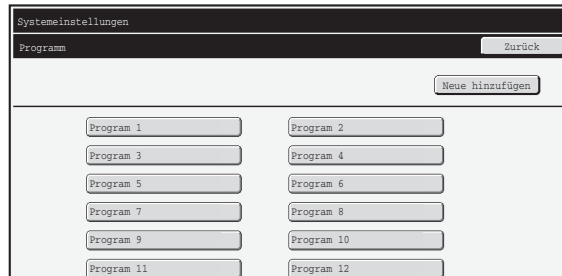 Systemeinstellungen
Programm Zurück
Neue hinzufügen
Program 1 Program 2
Program 3 Program 4
Program 5 Program 6
Program 7 Program 8
Program 9 Program 10
Program 11 Program 12